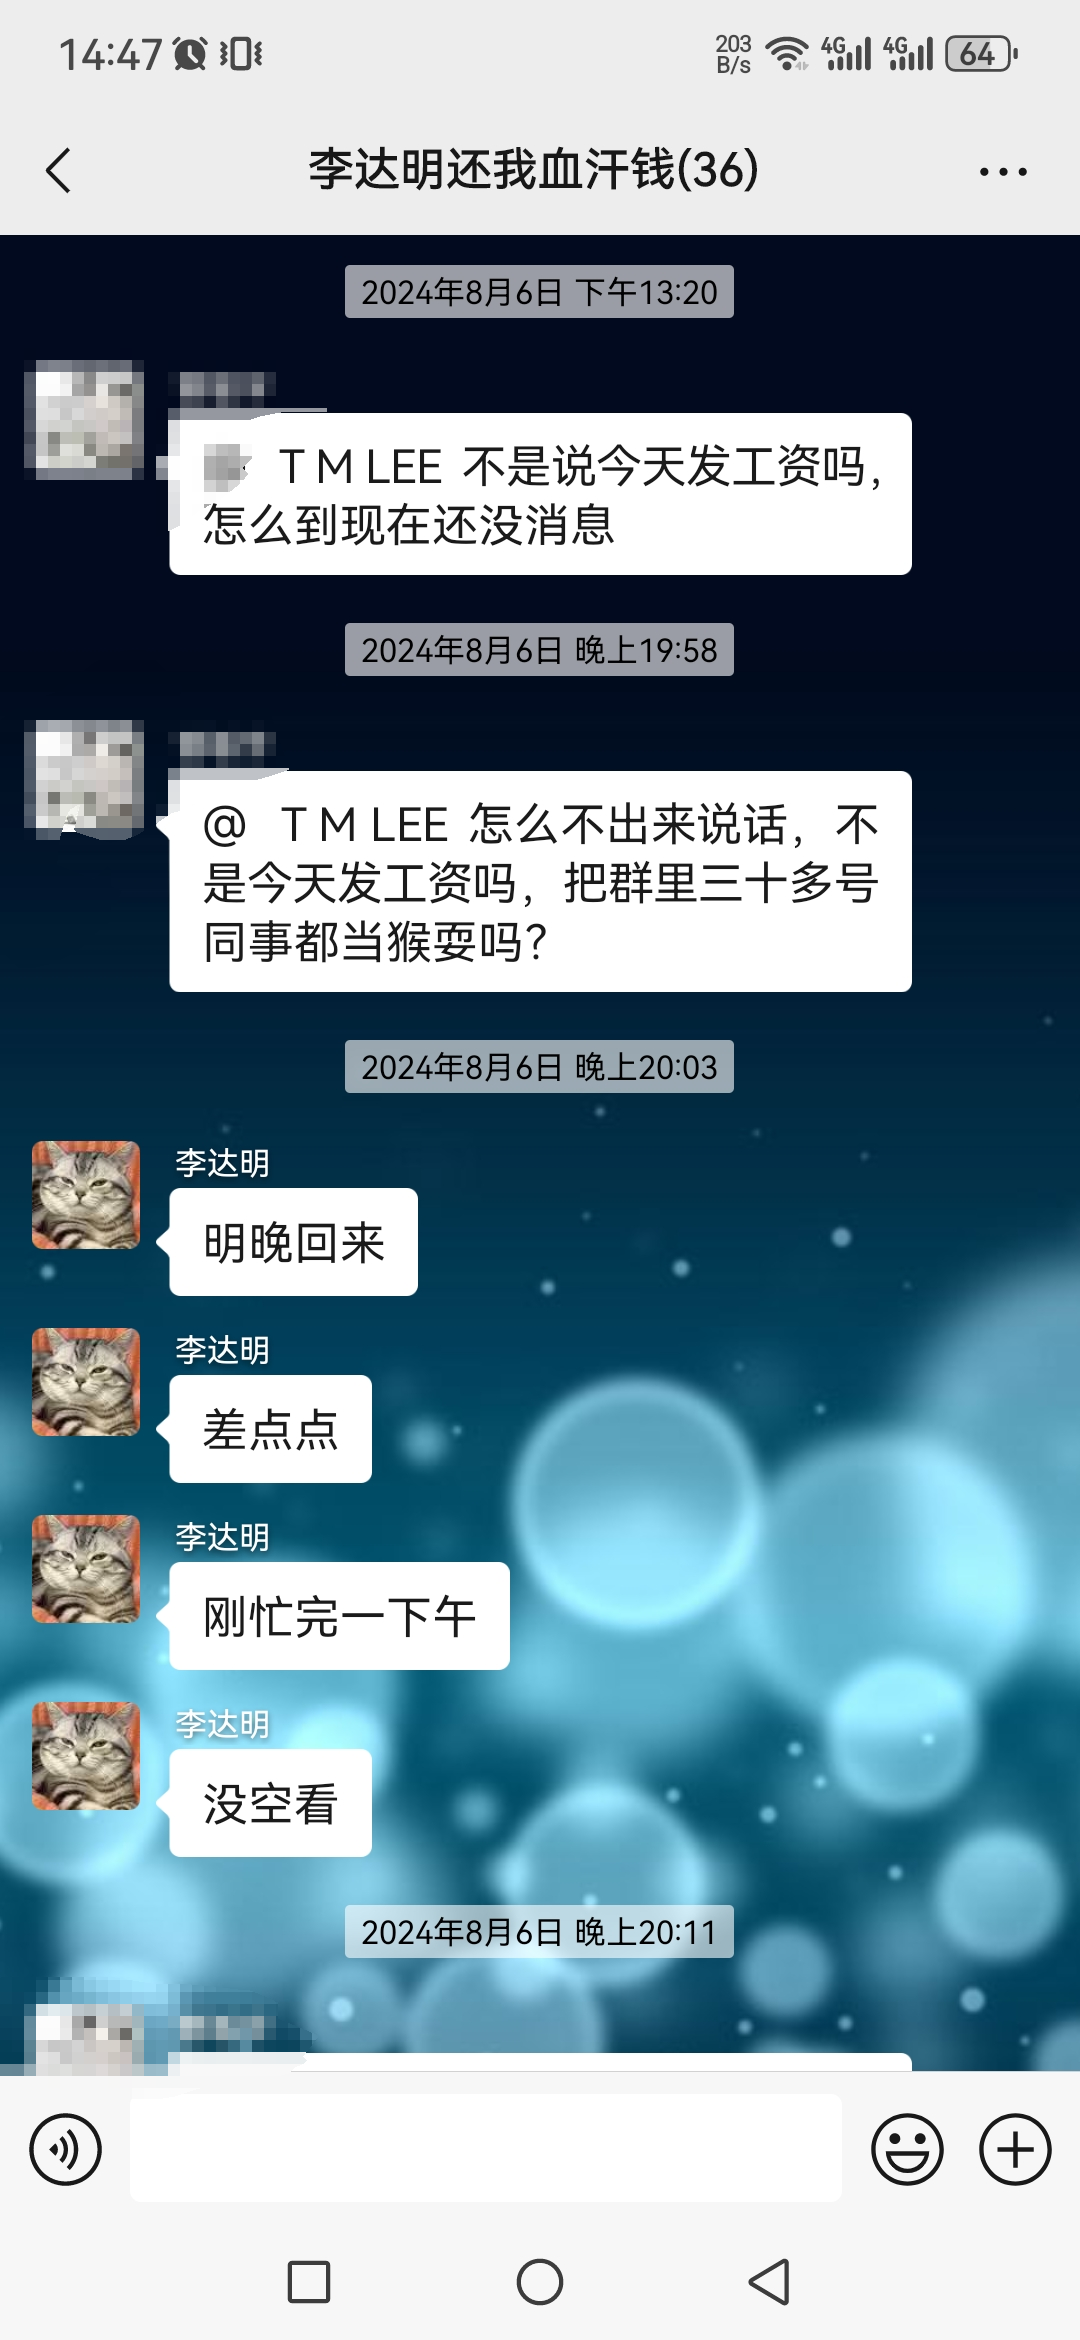 14:47
203
B/s
4G
4G
64
李达明还我血汗钱(36)
2024年8月6日 下午13:20
T M LEE 不是说今天发工资吗，
怎么到现在还没消息
2024年8月6日 晚上19:58
@ T M LEE 怎么不出来说话，不
是今天发工资吗，把群里三十多号
同事都当猴耍吗？
2024年8月6日 晚上20:03
李达明
明晚回来
李达明
差点点
李达明
刚忙完一下午
李达明
没空看
2024年8月6日 晚上20:11